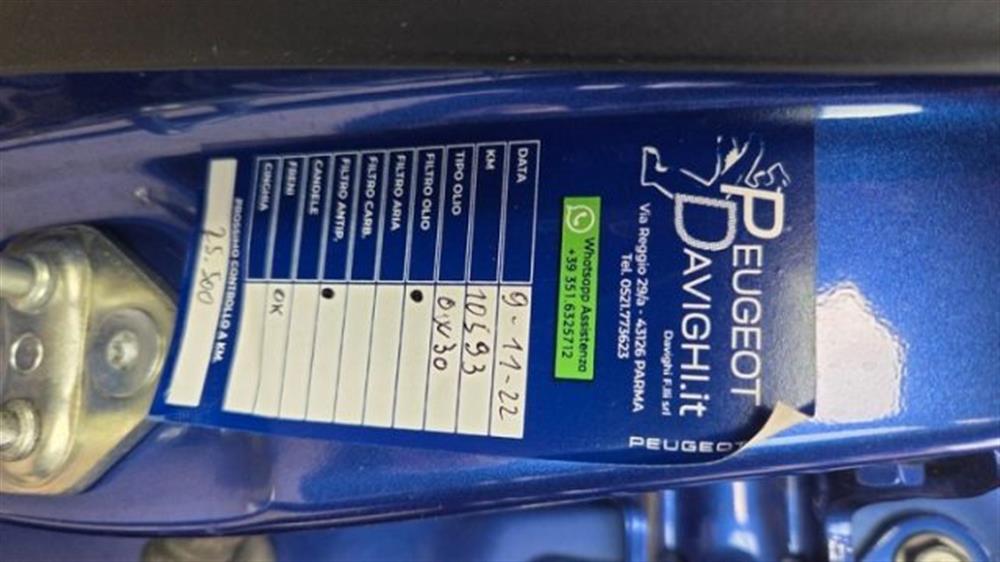 PEUGEOT
DAVIGHI.it
Davighi F.lli srl
Via Reggio 29/a - 43126 PARMA
Tel. 0521.773623
Whatsapp Assistenza
+39 351.6325712
PEUGEOT
DATA 9-11-22
KM 10593
TIPO OLIO 0x30
FILTRO OLIO •
FILTRO ARIA
FILTRO CARB.
FILTRO ANTIP.
CANDELE •
FRENI
CINGHIA OK
PROSSIMO CONTROLLO A KM.
25.500